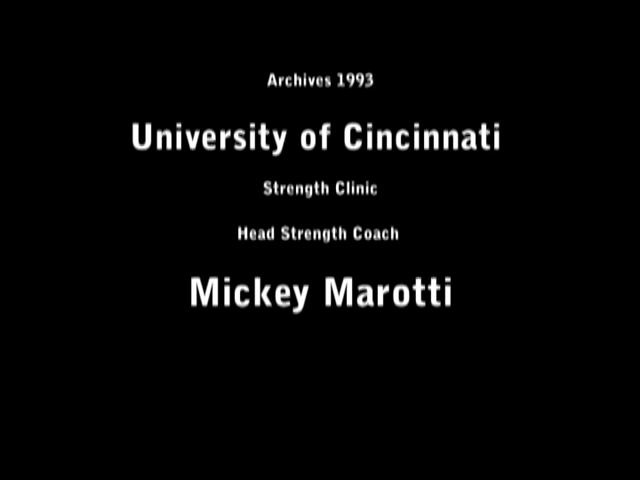 Archives 1993
University of Cincinnati
Strength Clinic
Head Strength Coach
Mickey Marotti